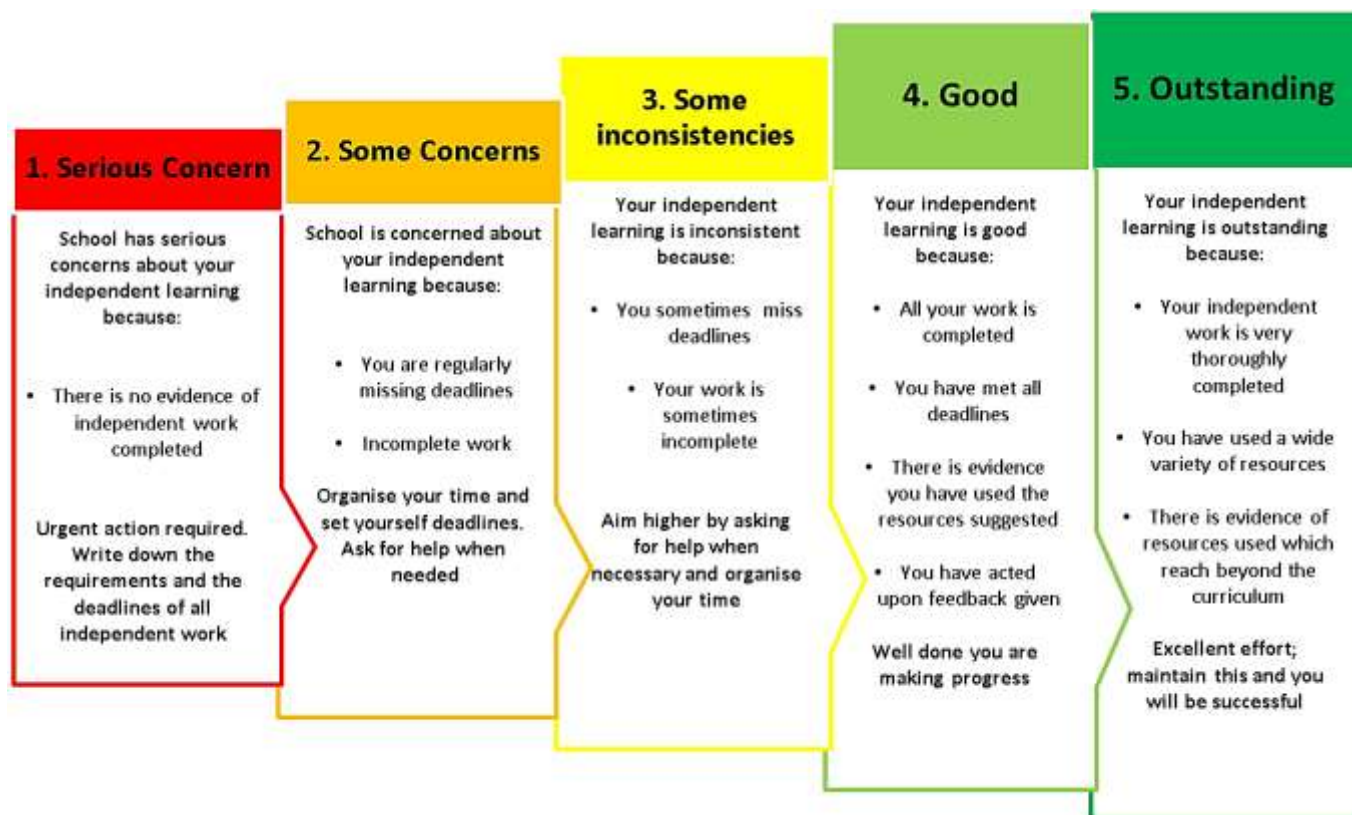 1. Serious Concern
School has serious
concerns about your
independent learning
because:
• There is no evidence of
independent work
completed
Urgent action required.
Write down the
requirements and the
deadlines of all
independent work
2. Some Concerns
School is concerned about
your independent
learning because:
• You are regularly
missing deadlines
• Incomplete work
Organise your time and
set yourself deadlines.
Ask for help when
needed
3. Some
inconsistencies
Your independent
learning is inconsistent
because:
• You sometimes miss
deadlines
• Your work is
sometimes
incomplete
Aim higher by asking
for help when
necessary and organise
your time
4. Good
Your independent
learning is good
because:
• All your work is
completed
• You have met all
deadlines
• There is evidence
you have used the
resources suggested
• You have acted
upon feedback given
Well done you are
making progress
5. Outstanding
Your independent
learning is outstanding
because:
• Your independent
work is very
thoroughly
completed
• You have used a wide
variety of resources
• There is evidence of
resources used which
reach beyond the
curriculum
Excellent effort;
maintain this and you
will be successful